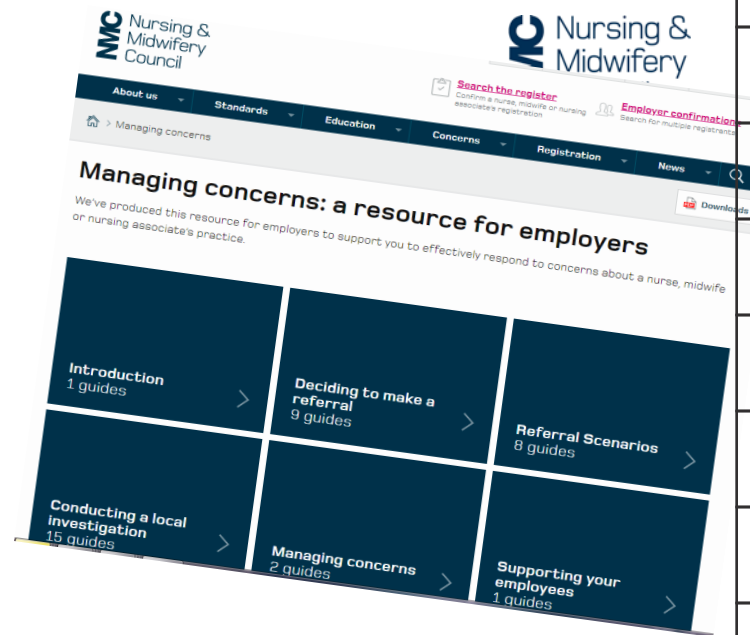 NMC Nursing &
Midwifery
Council
Nursing &
Midwifery
Search the register
Confirm a nurse, midwife or nursing
associate's registration
Employer confirmations
Search for multiple registrants
About us
Standards
Education
Concerns
Registration
News
> Managing concerns
Downloads
Managing concerns: a resource for employers
We've produced this resource for employers to support you to effectively respond to concerns about a nurse, midwife
or nursing associate's practice.
Introduction
1 guides
Deciding to make a
referral
9 guides
Referral Scenarios
8 guides
Conducting a local
investigation
15 guides
Managing concerns
2 guides
Supporting your
employees
1 guides